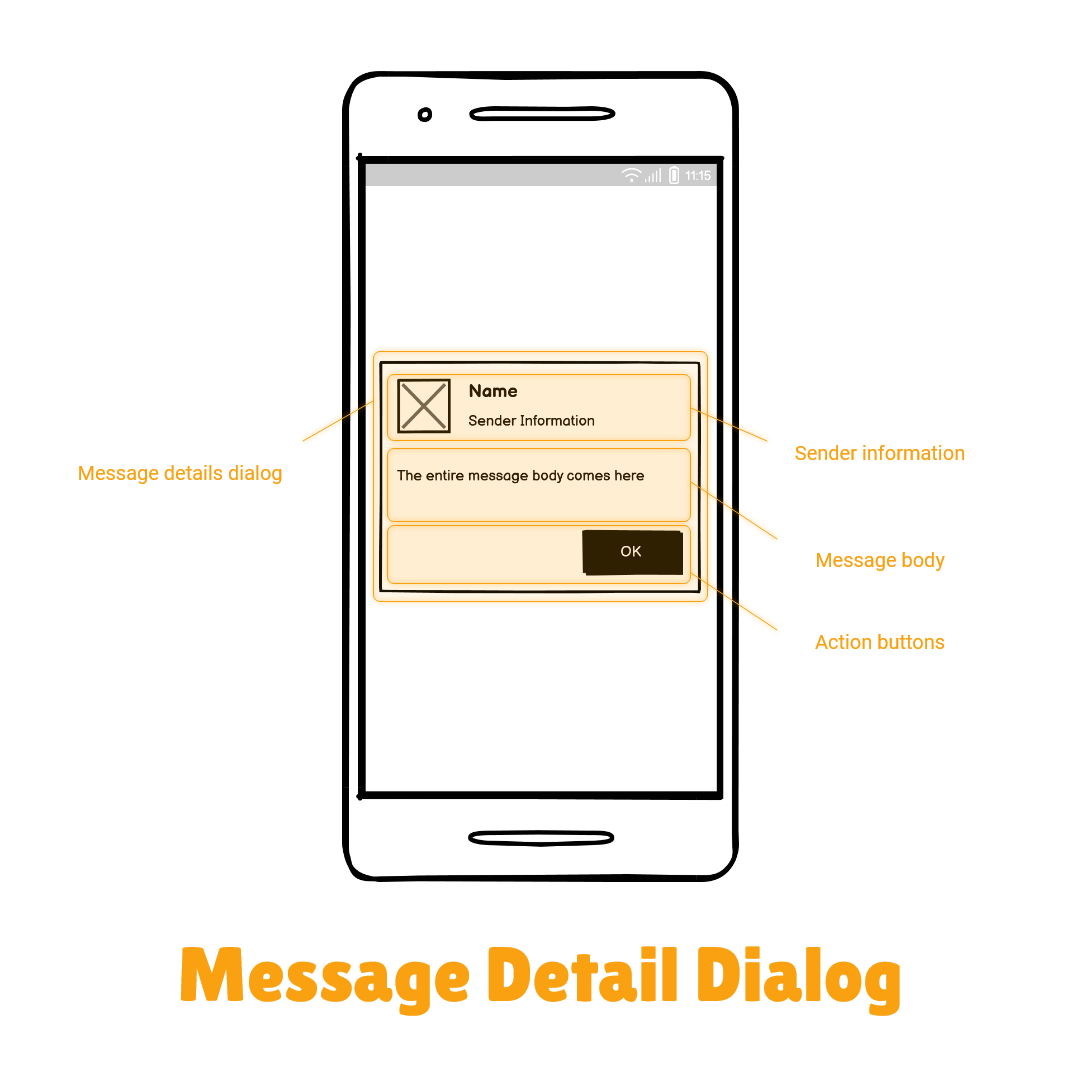 11:15
Name
Sender Information
Message details dialog
Sender information
The entire message body comes here
OK
Message body
Action buttons
Message Detail Dialog